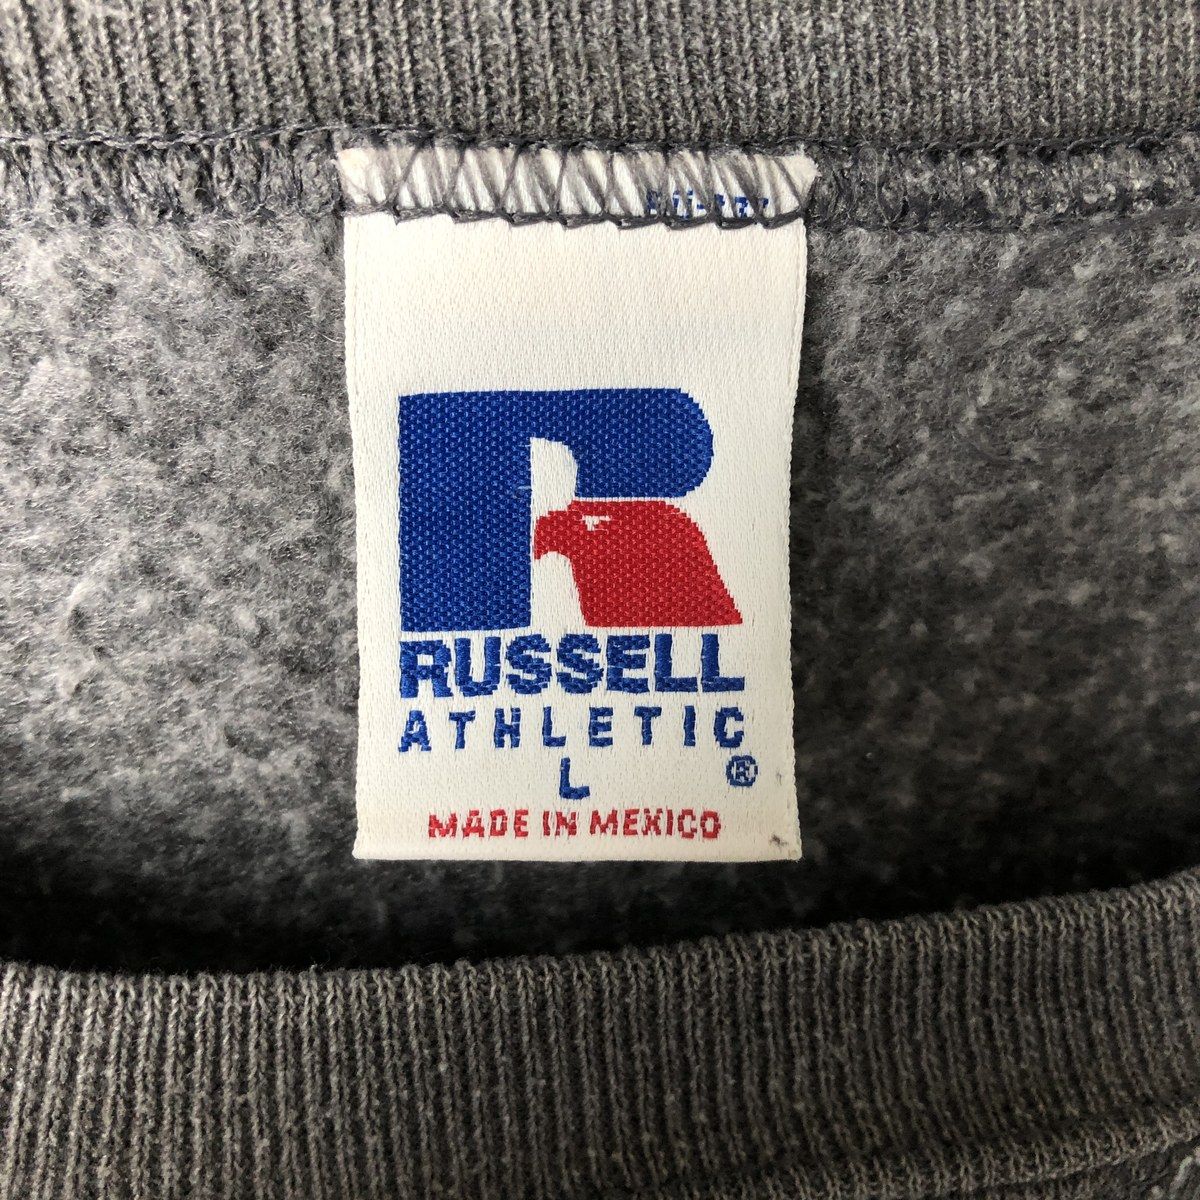 RUSSELL
ATHLETIC
L ®
MADE IN MEXICO